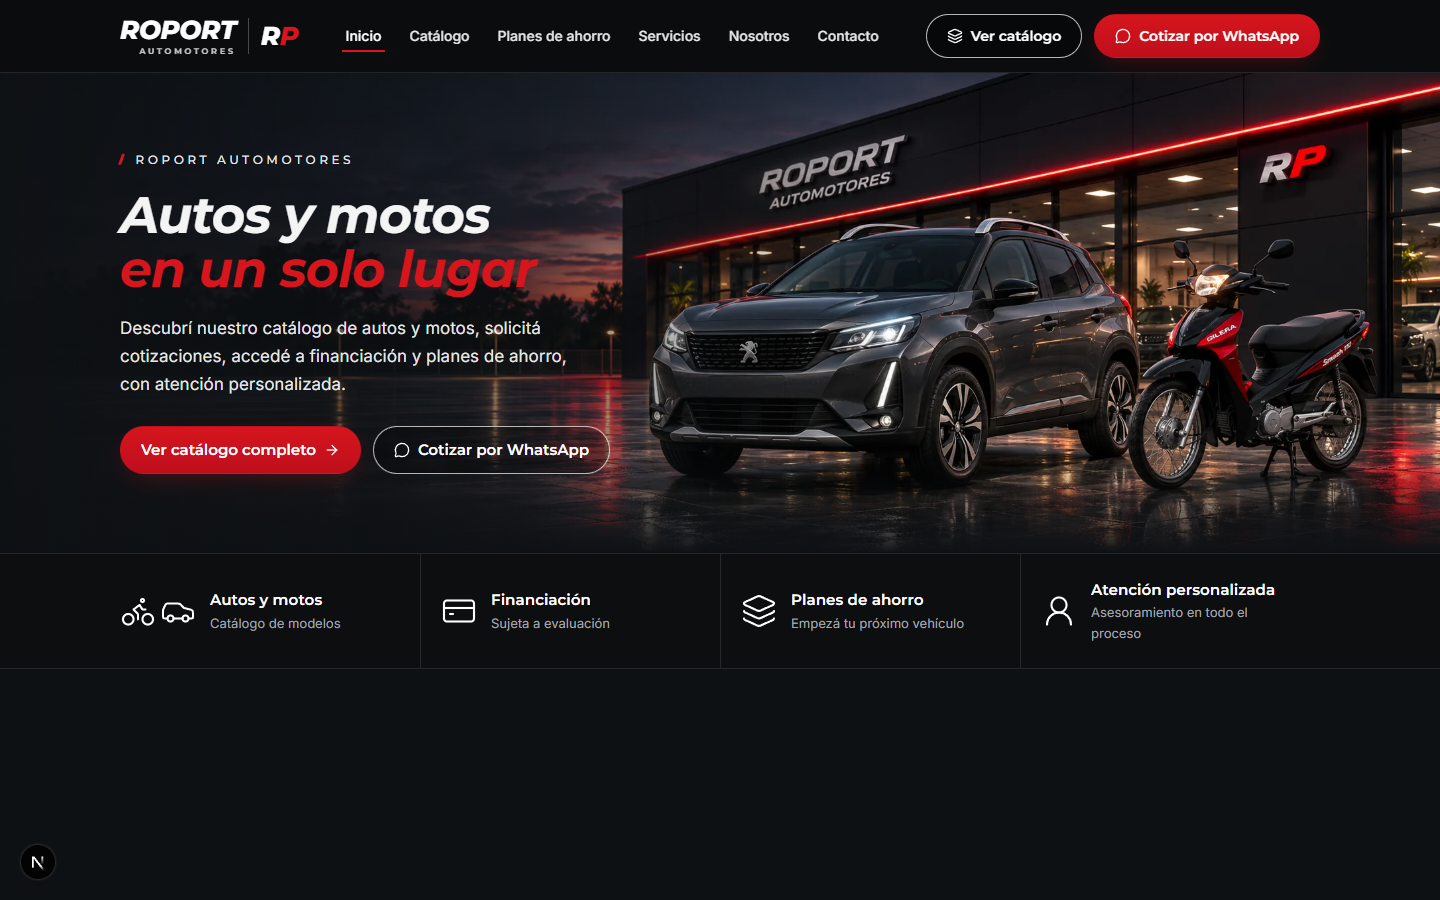 ROPORT
AUTOMOTORES
RP
Inicio
Catálogo
Planes de ahorro
Servicios
Nosotros
Contacto
Ver catálogo
Cotizar por WhatsApp
/ ROPORT AUTOMOTORES
Autos y motos
en un solo lugar
Descubrí nuestro catálogo de autos y motos, solicitá
cotizaciones, accedé a financiación y planes de ahorro,
con atención personalizada.
Ver catálogo completo →
Cotizar por WhatsApp
ROPORT
AUTOMOTORES
RP
GILERA
Smash 110
Autos y motos
Catálogo de modelos
Financiación
Sujeta a evaluación
Planes de ahorro
Empezá tu próximo vehículo
Atención personalizada
Asesoramiento en todo el
proceso
N